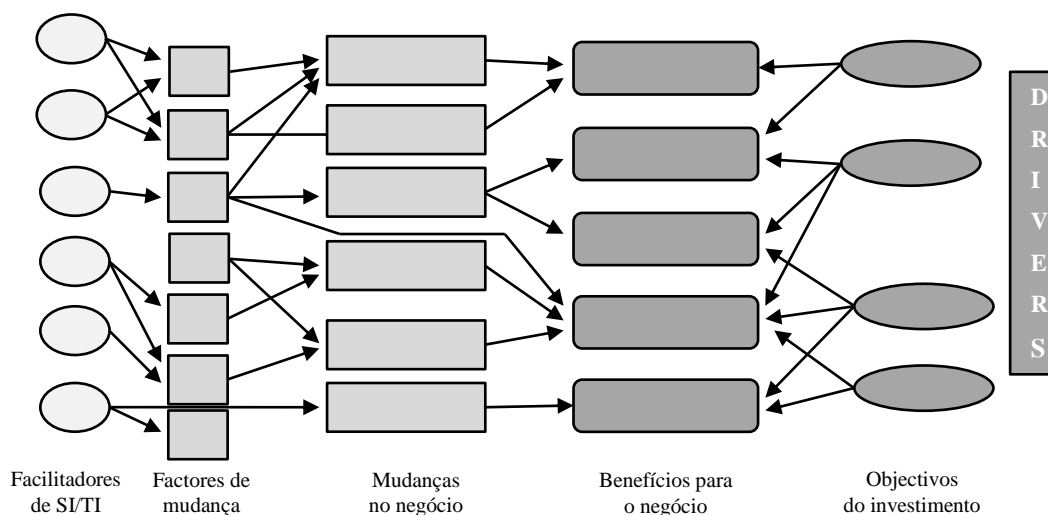 D
R
I
V
E
R
S
Facilitadores
de SI/TI
Factores de
mudança
Mudanças
no negócio
Benefícios para
o negócio
Objectivos
do investimento